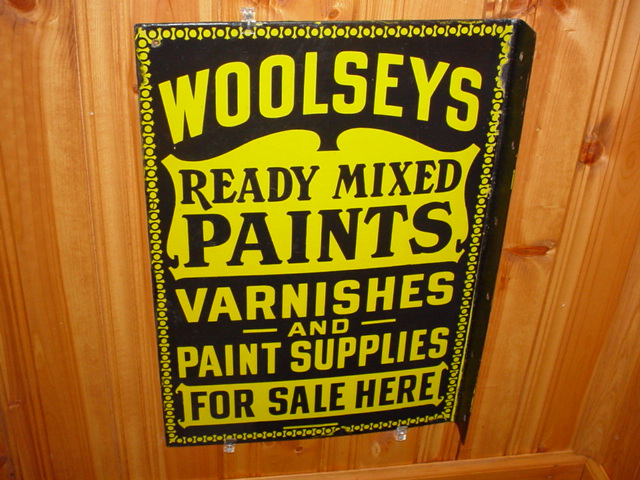 WOOLSEYS
READY MIXED
PAINTS
VARNISHES
AND
PAINT SUPPLIES
FOR SALE HERE